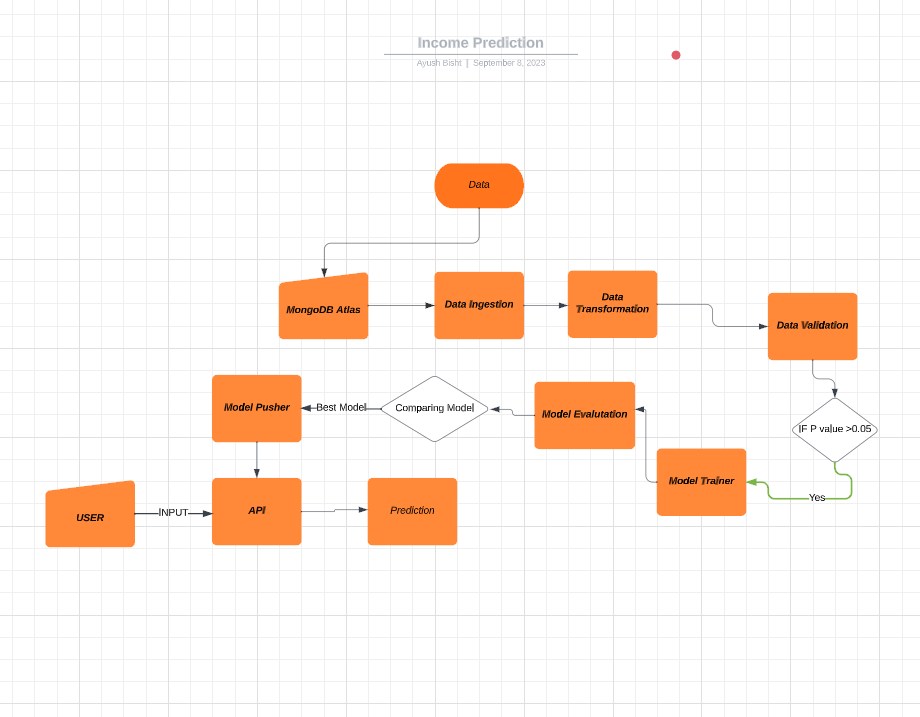 Income Prediction
Ayush Bisht | September 8, 2023
Data
MongoDB Atlas
Data Ingestion
Data
Transformation
Data Validation
IF P value >0.05
Yes
Model Trainer
Model Evalutation
Comparing Model
Best Model
Model Pusher
USER
INPUT
API
Prediction